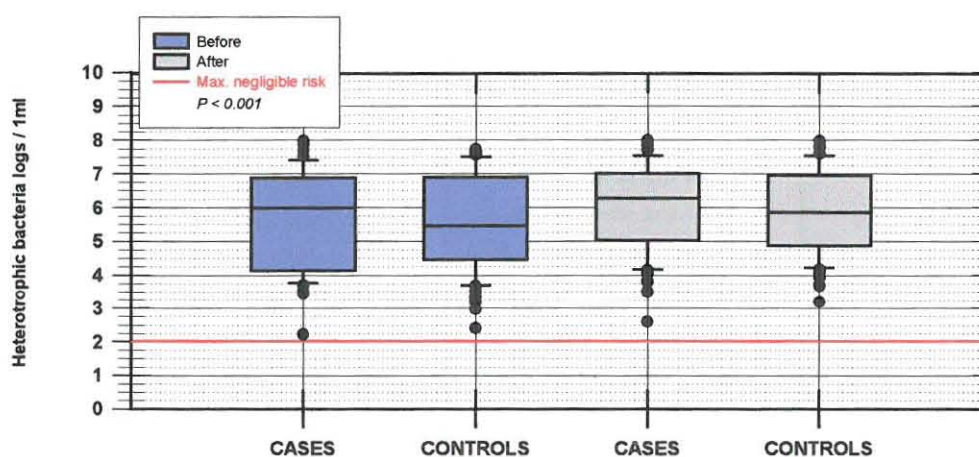 Before
After
Max. negligible risk
P < 0.001
Heterotrophic bacteria logs / 1ml
10
9
8
7
6
5
4
3
2
1
0
CASES CONTROLS CASES CONTROLS